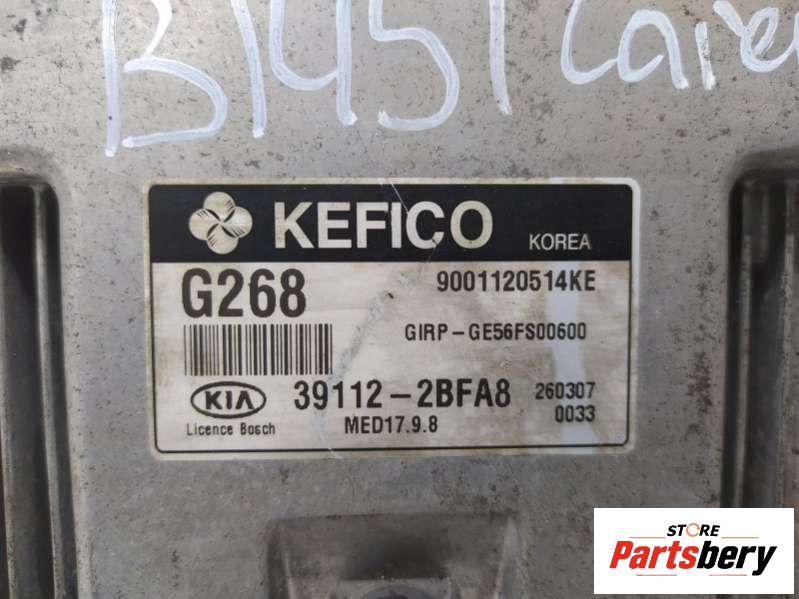 B1451
KEFICO KOREA
G268 9001120514KE
GIRP-GE56FS00600
KIA 39112-2BFA8 260307
Licence Bosch MED17.9.8 0033
STORE
Partsbery